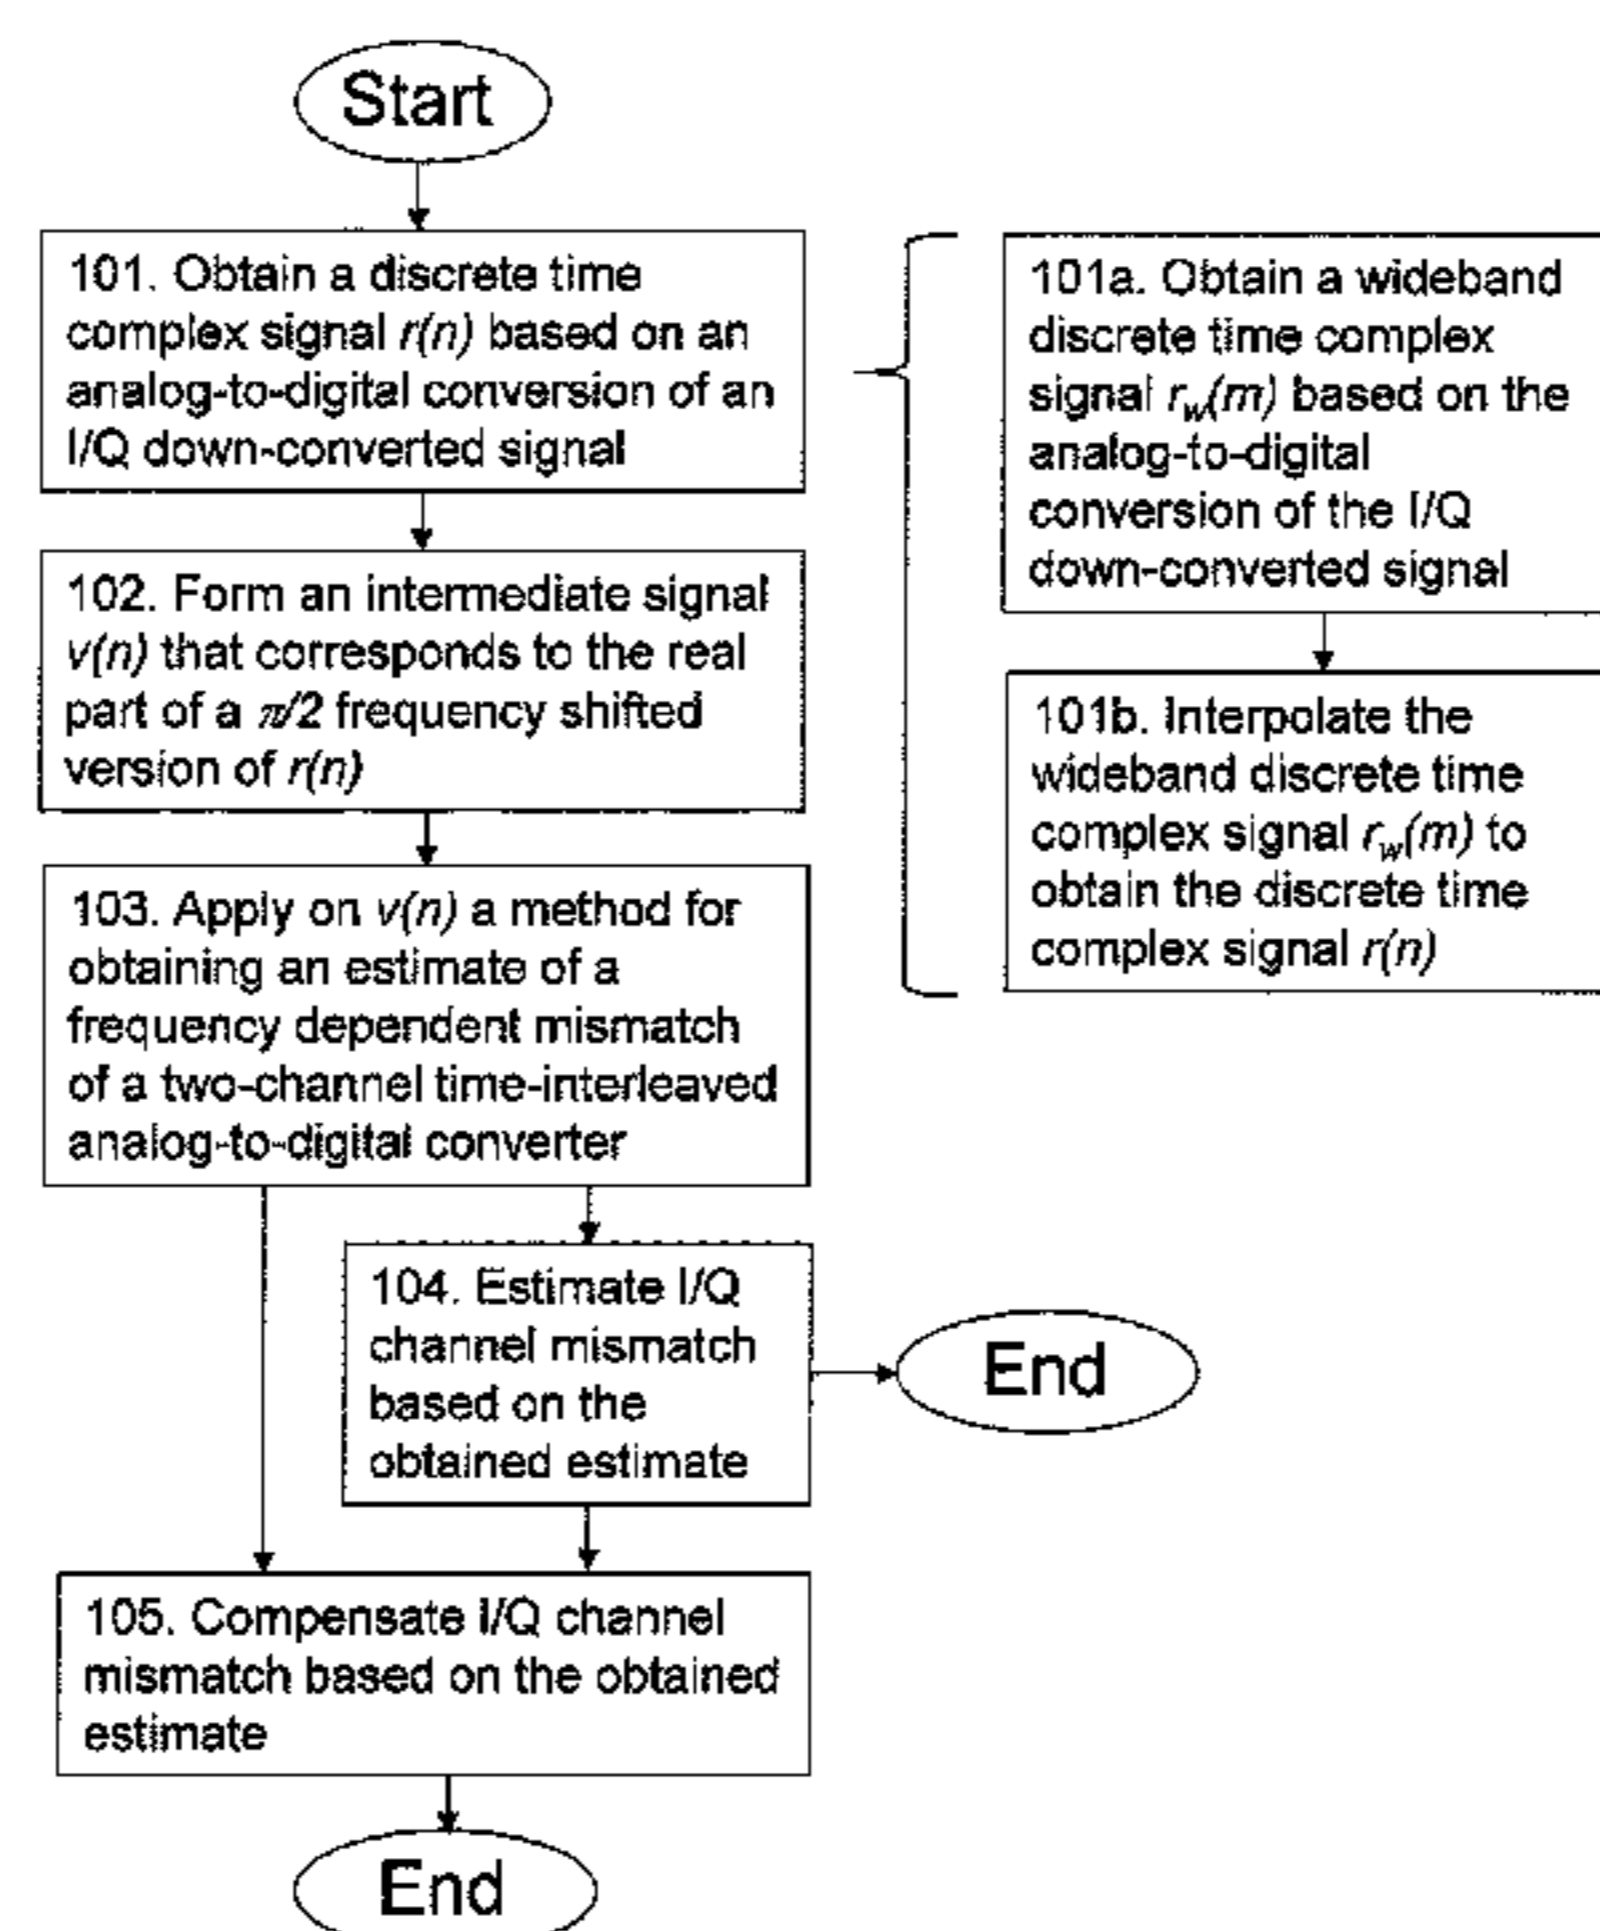 Start
101. Obtain a discrete time
complex signal r(n) based on an
analog-to-digital conversion of an
I/Q down-converted signal
102. Form an intermediate signal
v(n) that corresponds to the real
part of a π/2 frequency shifted
version of r(n)
103. Apply on v(n) a method for
obtaining an estimate of a
frequency dependent mismatch
of a two-channel time-interleaved
analog-to-digital converter
104. Estimate I/Q
channel mismatch
based on the
obtained estimate
End
105. Compensate I/Q channel
mismatch based on the obtained
estimate
End
101a. Obtain a wideband
discrete time complex
signal r_w(m) based on the
analog-to-digital
conversion of the I/Q
down-converted signal
101b. Interpolate the
wideband discrete time
complex signal r_w(m) to
obtain the discrete time
complex signal r(n)